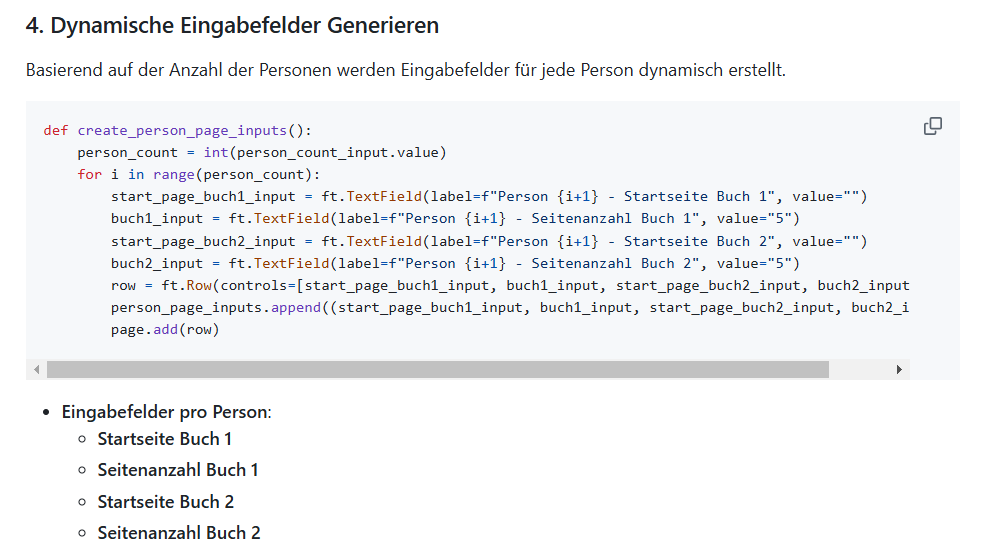 4. Dynamische Eingabefelder Generieren
Basierend auf der Anzahl der Personen werden Eingabefelder für jede Person dynamisch erstellt.
def create_person_page_inputs():
    person_count = int(person_count_input.value)
    for i in range(person_count):
        start_page_buch1_input = ft.TextField(label=f"Person {i+1} - Startseite Buch 1", value="")
        buch1_input = ft.TextField(label=f"Person {i+1} - Seitenanzahl Buch 1", value="5")
        start_page_buch2_input = ft.TextField(label=f"Person {i+1} - Startseite Buch 2", value="")
        buch2_input = ft.TextField(label=f"Person {i+1} - Seitenanzahl Buch 2", value="5")
        row = ft.Row(controls=[start_page_buch1_input, buch1_input, start_page_buch2_input, buch2_input
        person_page_inputs.append((start_page_buch1_input, buch1_input, start_page_buch2_input, buch2_i
        page.add(row)
• Eingabefelder pro Person:
◦ Startseite Buch 1
◦ Seitenanzahl Buch 1
◦ Startseite Buch 2
◦ Seitenanzahl Buch 2